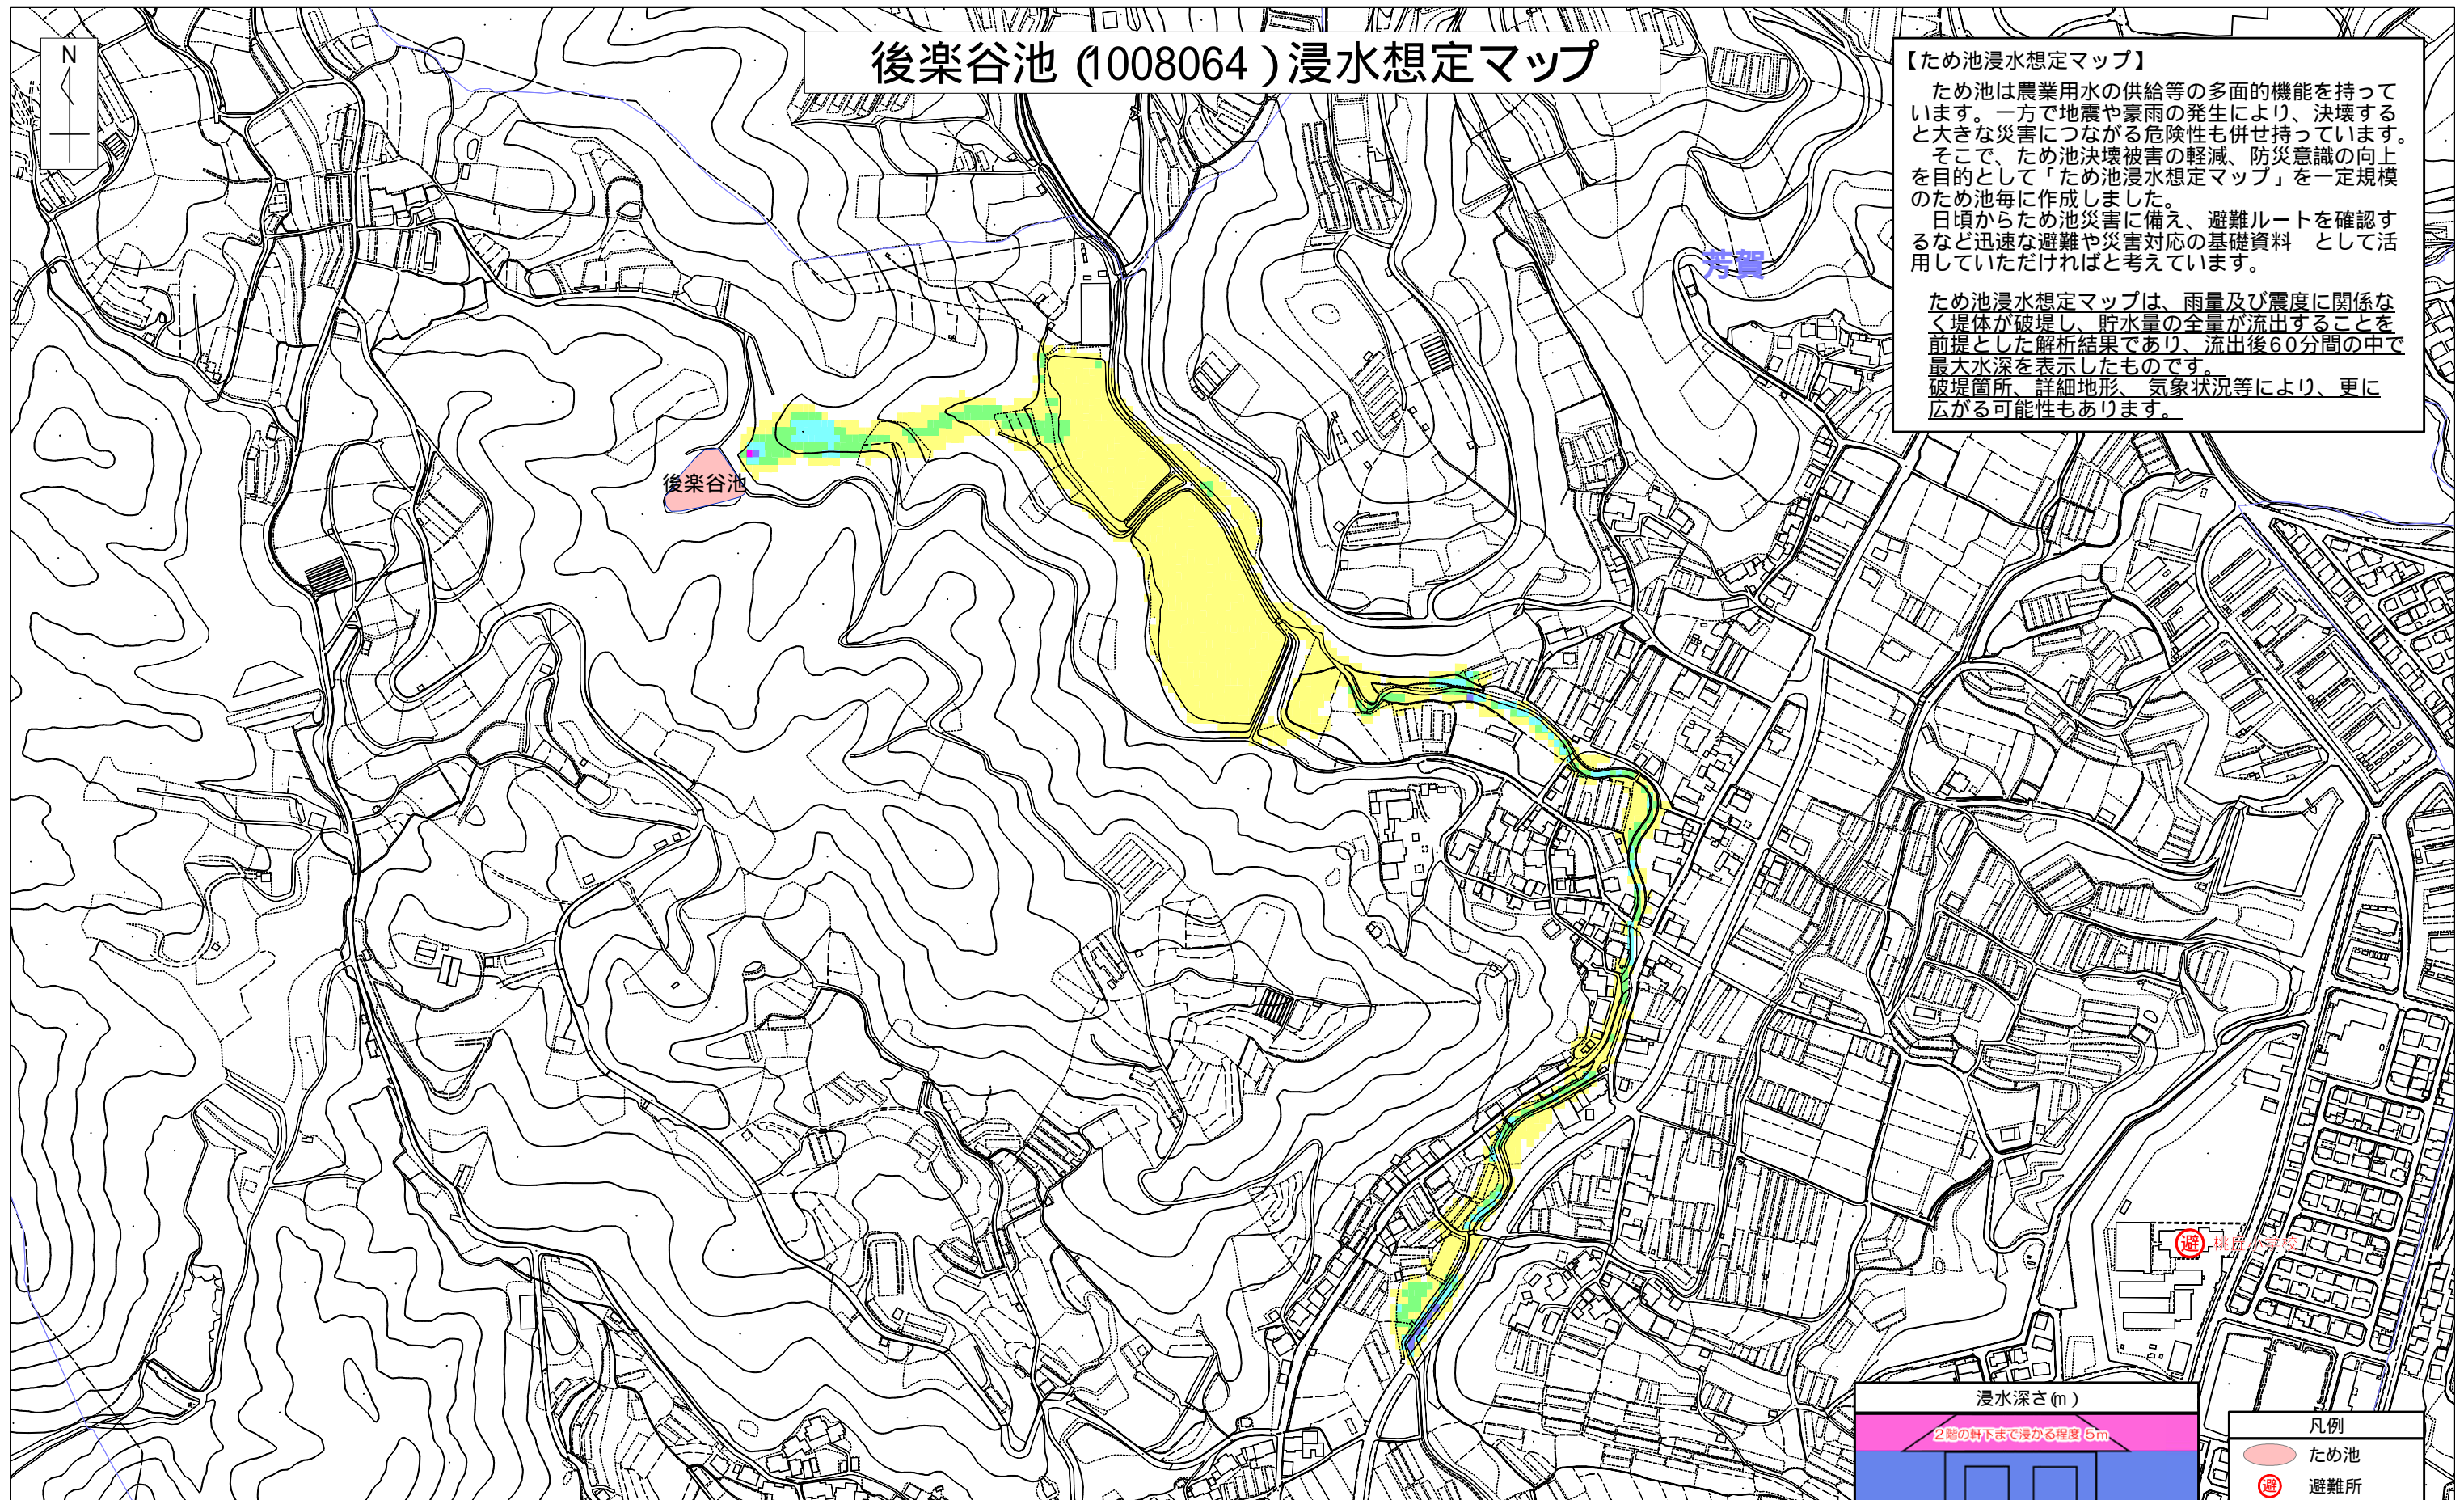 N
後楽谷池 (1008064) 浸水想定マップ
【ため池浸水想定マップ】
ため池は農業用水の供給等の多面的機能を持って
います。一方で地震や豪雨の発生により、決壊する
と大きな災害につながる危険性も併せ持っています。
そこで、ため池決壊被害の軽減、防災意識の向上
を目的として「ため池浸水想定マップ」を一定規模
のため池毎に作成しました。
日頃からため池災害に備え、避難ルートを確認す
るなど迅速な避難や災害対応の基礎資料 として活
用していただければと考えています。
ため池浸水想定マップは、雨量及び震度に関係な
く堤体が破堤し、貯水量の全量が流出することを
前提とした解析結果であり、流出後60分間の中で
最大水深を表示したものです。
破堤箇所、詳細地形、 気象状況等により、更に
広がる可能性もあります。
芳賀
後楽谷池
避 桃丘小学校
浸水深さ(m)
2階の軒下まで浸かる程度 5m
凡例
ため池
避 避難所